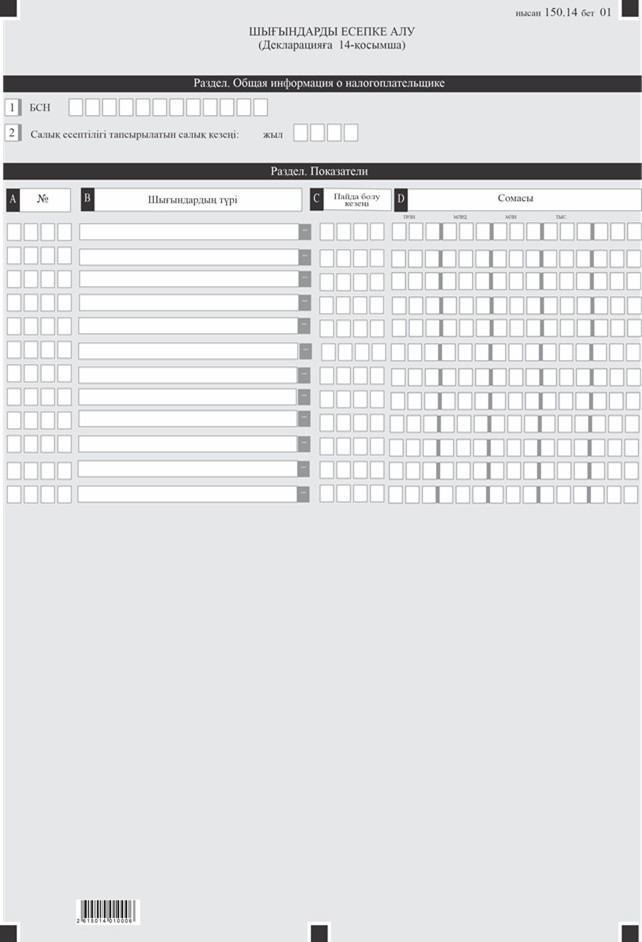 нысан 150.14 бет 01
ШЫҒЫНДАРДЫ ЕСЕПКЕ АЛУ
(Декларацияға 14-қосымша)
Раздел. Общая информация о налогоплательщике
1 БСН
2 Салық есептілігі тапсырылатын салық кезеңі: жыл
Раздел. Показатели
A № B Шығындардың түрі C Пайда болу кезеңі D Сомасы
трлн млрд млн тыс
2615014010006